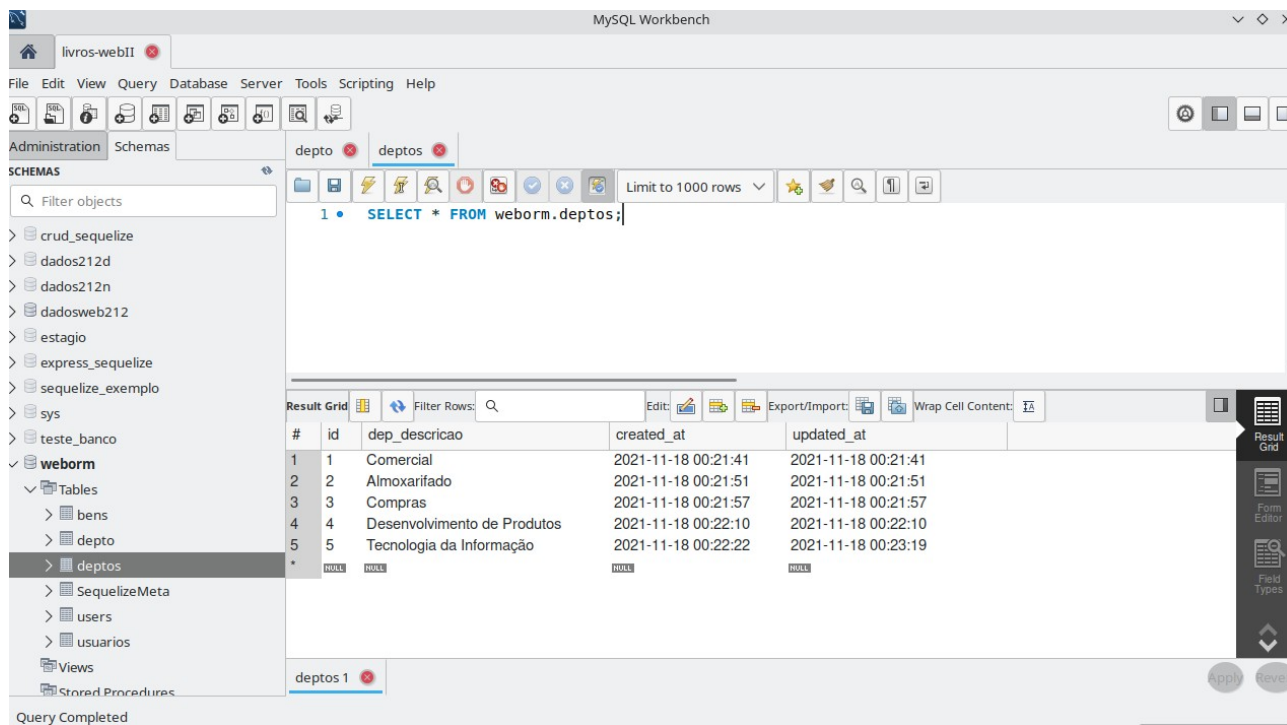 MySQL Workbench
livros-webII
File Edit View Query Database Server Tools Scripting Help
Administration Schemas
depto deptos
SCHEMAS
Filter objects
Limit to 1000 rows
1 SELECT * FROM weborm.deptos;
crud_sequelize
dados212d
dados212n
dadosweb212
estagio
express_sequelize
sequelize_exemplo
sys
teste_banco
weborm
Tables
bens
depto
deptos
SequelizeMeta
users
usuarios
Views
Stored Procedures
Result Grid Filter Rows: Edit: Export/Import: Wrap Cell Content:
# id dep_descricao created_at updated_at
1 1 Comercial 2021-11-18 00:21:41 2021-11-18 00:21:41
2 2 Almoxarifado 2021-11-18 00:21:51 2021-11-18 00:21:51
3 3 Compras 2021-11-18 00:21:57 2021-11-18 00:21:57
4 4 Desenvolvimento de Produtos 2021-11-18 00:22:10 2021-11-18 00:22:10
5 5 Tecnologia da Informação 2021-11-18 00:22:22 2021-11-18 00:23:19
* NULL NULL NULL NULL
Result
Grid
Form
Editor
Field
Types
deptos 1
Apply Reve
Query Completed